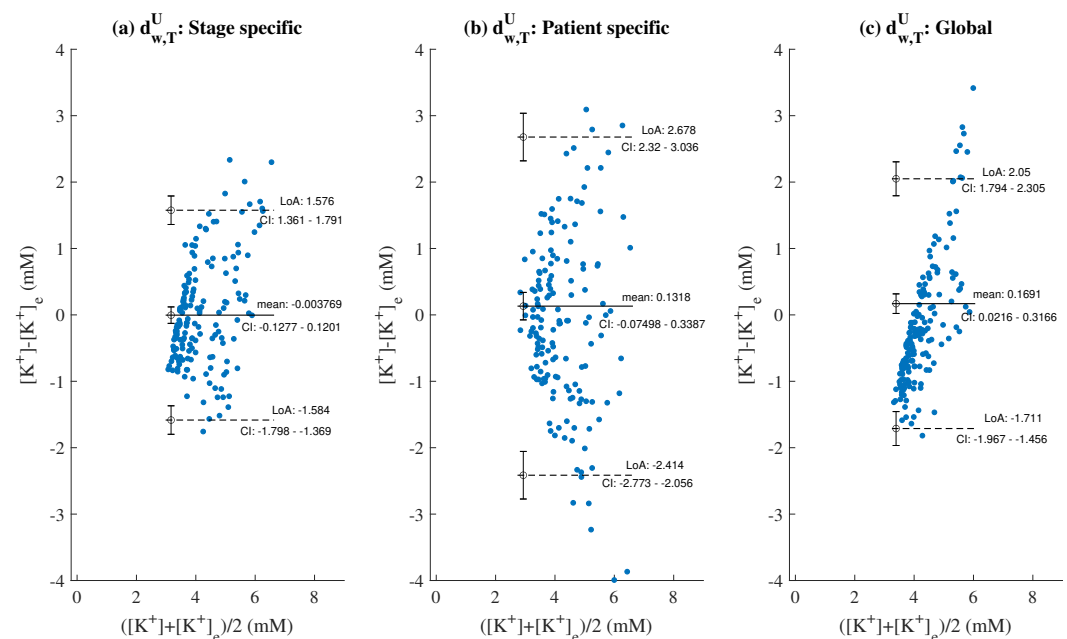 (a) d^U_w,T: Stage specific
4
3
2
1
0
-1
-2
-3
-4
0 2 4 6 8
[K+]-[K+]e (mM)
([K+]+[K+]e)/2 (mM)
LoA: 1.576
CI: 1.361 - 1.791
mean: -0.003769
CI: -0.1277 - 0.1201
LoA: -1.584
CI: -1.798 - -1.369
(b) d^U_w,T: Patient specific
4
3
2
1
0
-1
-2
-3
-4
0 2 4 6 8
[K+]-[K+]e (mM)
([K+]+[K+]e)/2 (mM)
LoA: 2.678
CI: 2.32 - 3.036
mean: 0.1318
CI: -0.07498 - 0.3387
LoA: -2.414
CI: -2.773 - -2.056
(c) d^U_w,T: Global
4
3
2
1
0
-1
-2
-3
-4
0 2 4 6 8
[K+]-[K+]e (mM)
([K+]+[K+]e)/2 (mM)
LoA: 2.05
CI: 1.794 - 2.305
mean: 0.1691
CI: 0.0216 - 0.3166
LoA: -1.711
CI: -1.967 - -1.456